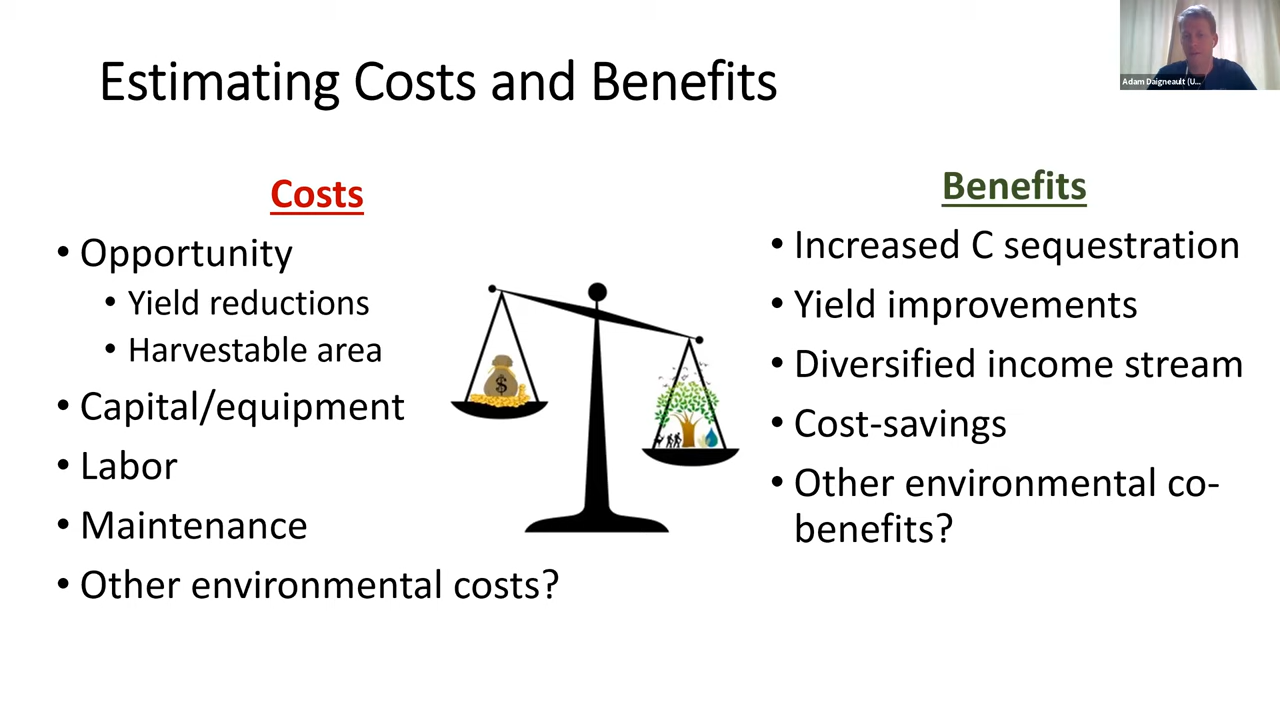 Estimating Costs and Benefits
Adam Daigneault (U...
Costs
• Opportunity
• Yield reductions
• Harvestable area
• Capital/equipment
• Labor
• Maintenance
• Other environmental costs?
$
Benefits
• Increased C sequestration
• Yield improvements
• Diversified income stream
• Cost-savings
• Other environmental co-
benefits?